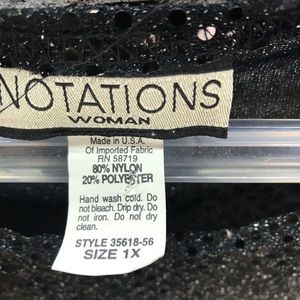 NOTATIONS
WOMAN
Made in U.S.A.
Of Imported Fabric
RN 58719
80% NYLON
20% POLYESTER
Hand wash cold. Do
not bleach. Drip dry. Do
not iron. Do not dry
clean.
STYLE 35618-56
SIZE 1X